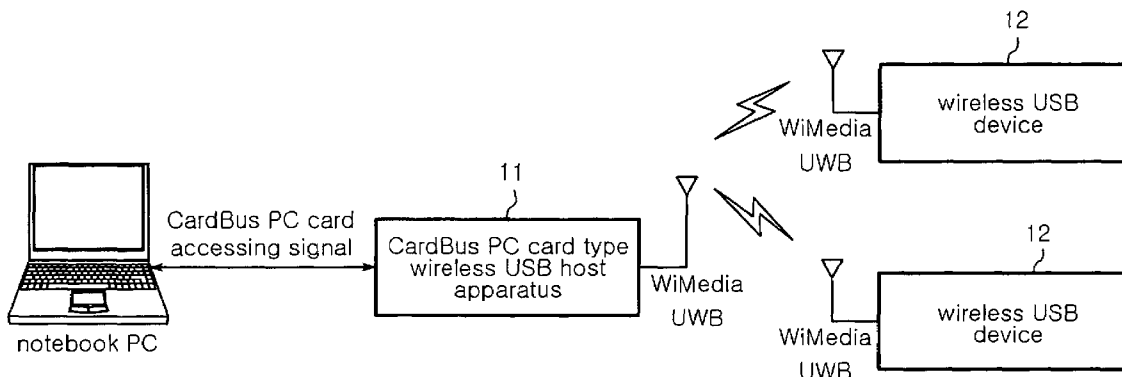 12
wireless USB
device
WiMedia
UWB
11
CardBus PC card
accessing signal
CardBus PC card type
wireless USB host
apparatus
WiMedia
UWB
notebook PC
12
wireless USB
device
WiMedia
UWB